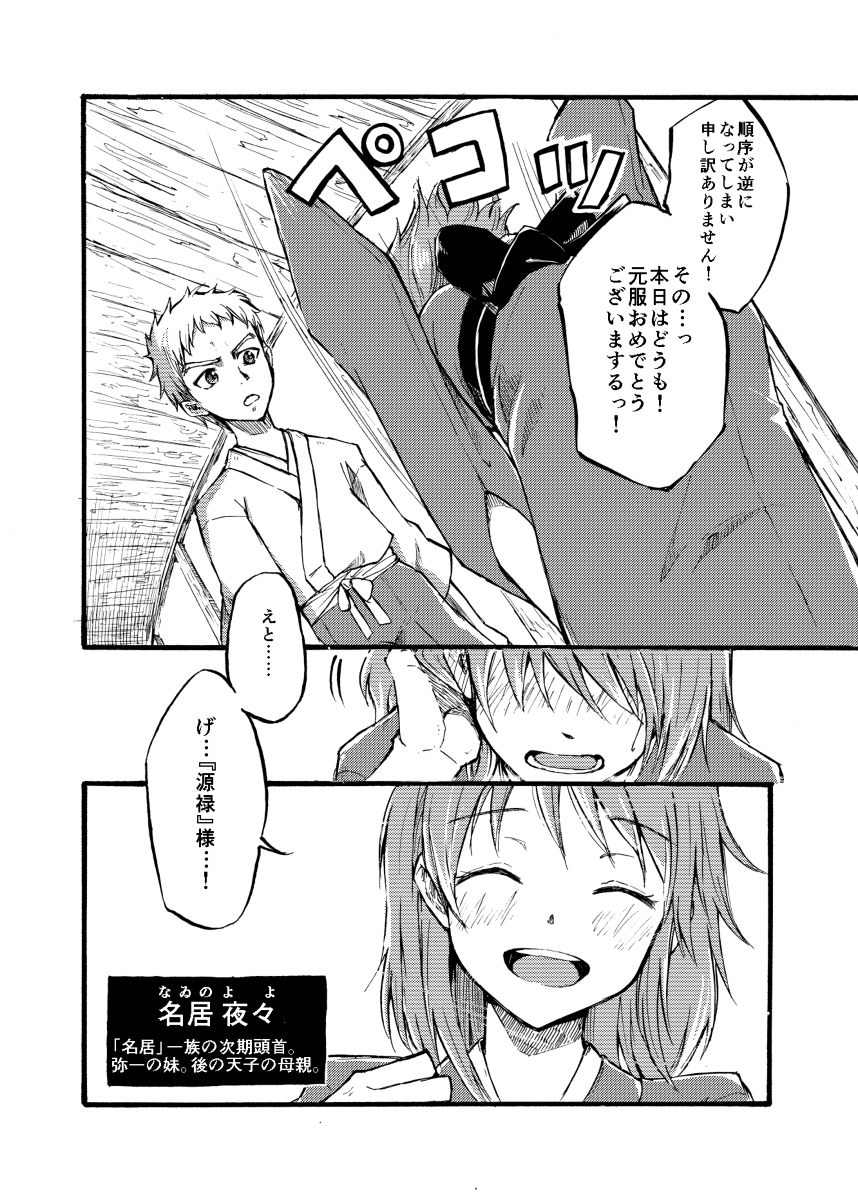 順序が逆に
なってしまい
申し訳ありません！
その…っ
本日はどうも！
元服おめでとう
ございまするっ！
ペコッ
えと……
げ…『源禄』様…！
なゐのよよ
名居 夜々
「名居」一族の次期頭首。
弥一の妹。後の天子の母親。